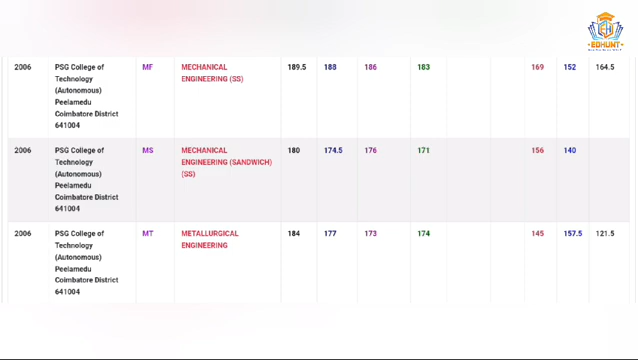 EDHUNT
2006 PSG College of Technology (Autonomous) Peelamedu Coimbatore District 641004 MF MECHANICAL ENGINEERING (SS) 189.5 188 186 183 169 152 164.5
2006 PSG College of Technology (Autonomous) Peelamedu Coimbatore District 641004 MS MECHANICAL ENGINEERING (SANDWICH) (SS) 180 174.5 176 171 156 140
2006 PSG College of Technology (Autonomous) Peelamedu Coimbatore District 641004 MT METALLURGICAL ENGINEERING 184 177 173 174 145 157.5 121.5